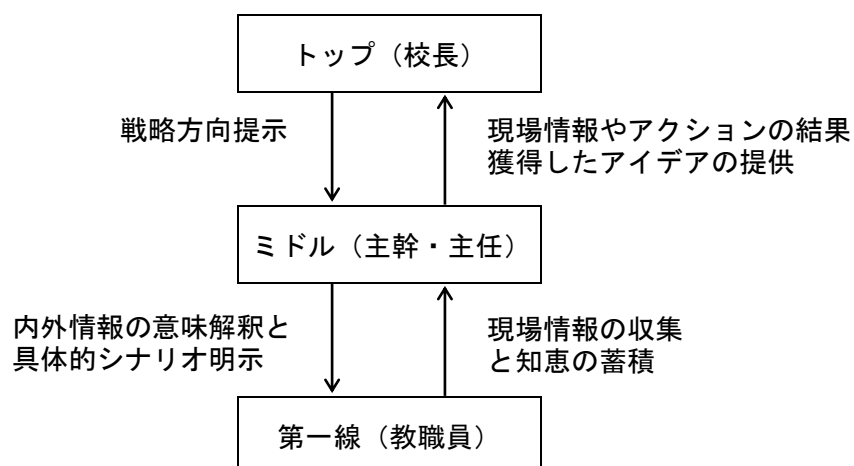 トップ（校長）
戦略方向提示
現場情報やアクションの結果
獲得したアイデアの提供
ミドル（主幹・主任）
内外情報の意味解釈と
具体的シナリオ明示
現場情報の収集
と知恵の蓄積
第一線（教職員）